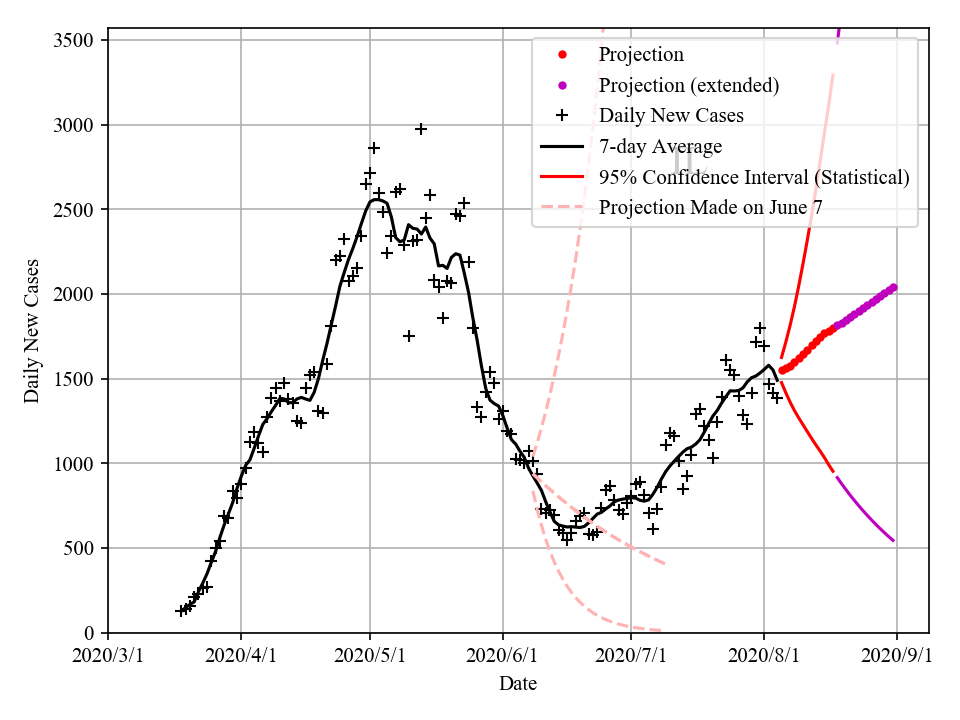 3500
3000
2500
2000
1500
1000
500
0
Daily New Cases
2020/3/1
2020/4/1
2020/5/1
2020/6/1
2020/7/1
2020/8/1
2020/9/1
Date
IL
Projection
Projection (extended)
Daily New Cases
7-day Average
95% Confidence Interval (Statistical)
Projection Made on June 7